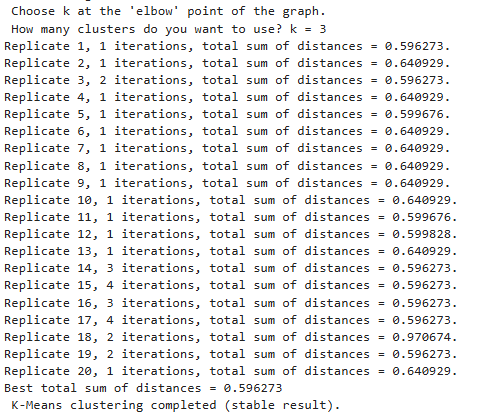 Choose k at the 'elbow' point of the graph.
How many clusters do you want to use? k = 3
Replicate 1, 1 iterations, total sum of distances = 0.596273.
Replicate 2, 1 iterations, total sum of distances = 0.640929.
Replicate 3, 2 iterations, total sum of distances = 0.596273.
Replicate 4, 1 iterations, total sum of distances = 0.640929.
Replicate 5, 1 iterations, total sum of distances = 0.599676.
Replicate 6, 1 iterations, total sum of distances = 0.640929.
Replicate 7, 1 iterations, total sum of distances = 0.640929.
Replicate 8, 1 iterations, total sum of distances = 0.640929.
Replicate 9, 1 iterations, total sum of distances = 0.640929.
Replicate 10, 1 iterations, total sum of distances = 0.640929.
Replicate 11, 1 iterations, total sum of distances = 0.599676.
Replicate 12, 1 iterations, total sum of distances = 0.599828.
Replicate 13, 1 iterations, total sum of distances = 0.640929.
Replicate 14, 3 iterations, total sum of distances = 0.596273.
Replicate 15, 4 iterations, total sum of distances = 0.596273.
Replicate 16, 3 iterations, total sum of distances = 0.596273.
Replicate 17, 4 iterations, total sum of distances = 0.596273.
Replicate 18, 2 iterations, total sum of distances = 0.970674.
Replicate 19, 2 iterations, total sum of distances = 0.596273.
Replicate 20, 1 iterations, total sum of distances = 0.640929.
Best total sum of distances = 0.596273
K-Means clustering completed (stable result).